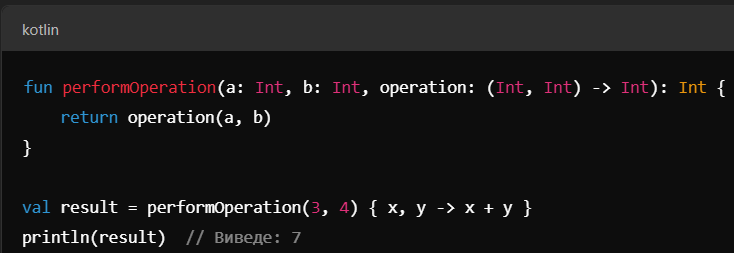 kotlin
fun performOperation(a: Int, b: Int, operation: (Int, Int) -> Int): Int {
    return operation(a, b)
}
val result = performOperation(3, 4) { x, y -> x + y }
println(result)  // Виведе: 7